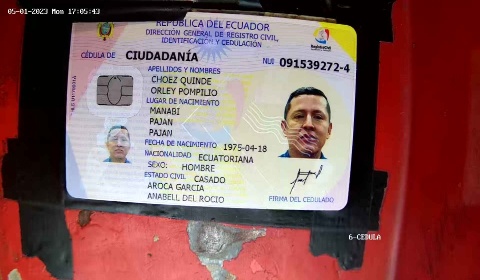 05-01-2023 Mon 17:05:43
REPÚBLICA DEL ECUADOR
DIRECCIÓN GENERAL DE REGISTRO CIVIL,
IDENTIFICACIÓN Y CEDULACIÓN
CÉDULA DE CIUDADANÍA
NUI 091539272-4
APELLIDOS Y NOMBRES
CHOEZ QUINDE
ORLEY POMPILIO
LUGAR DE NACIMIENTO
MANABI
PAJAN
PAJAN
FECHA DE NACIMIENTO 1975-04-18
NACIONALIDAD ECUATORIANA
SEXO: HOMBRE
ESTADO CIVIL CASADO
AROCA GARCIA
ANABELL DEL ROCIO
FIRMA DEL CEDULADO
6-CEDULA